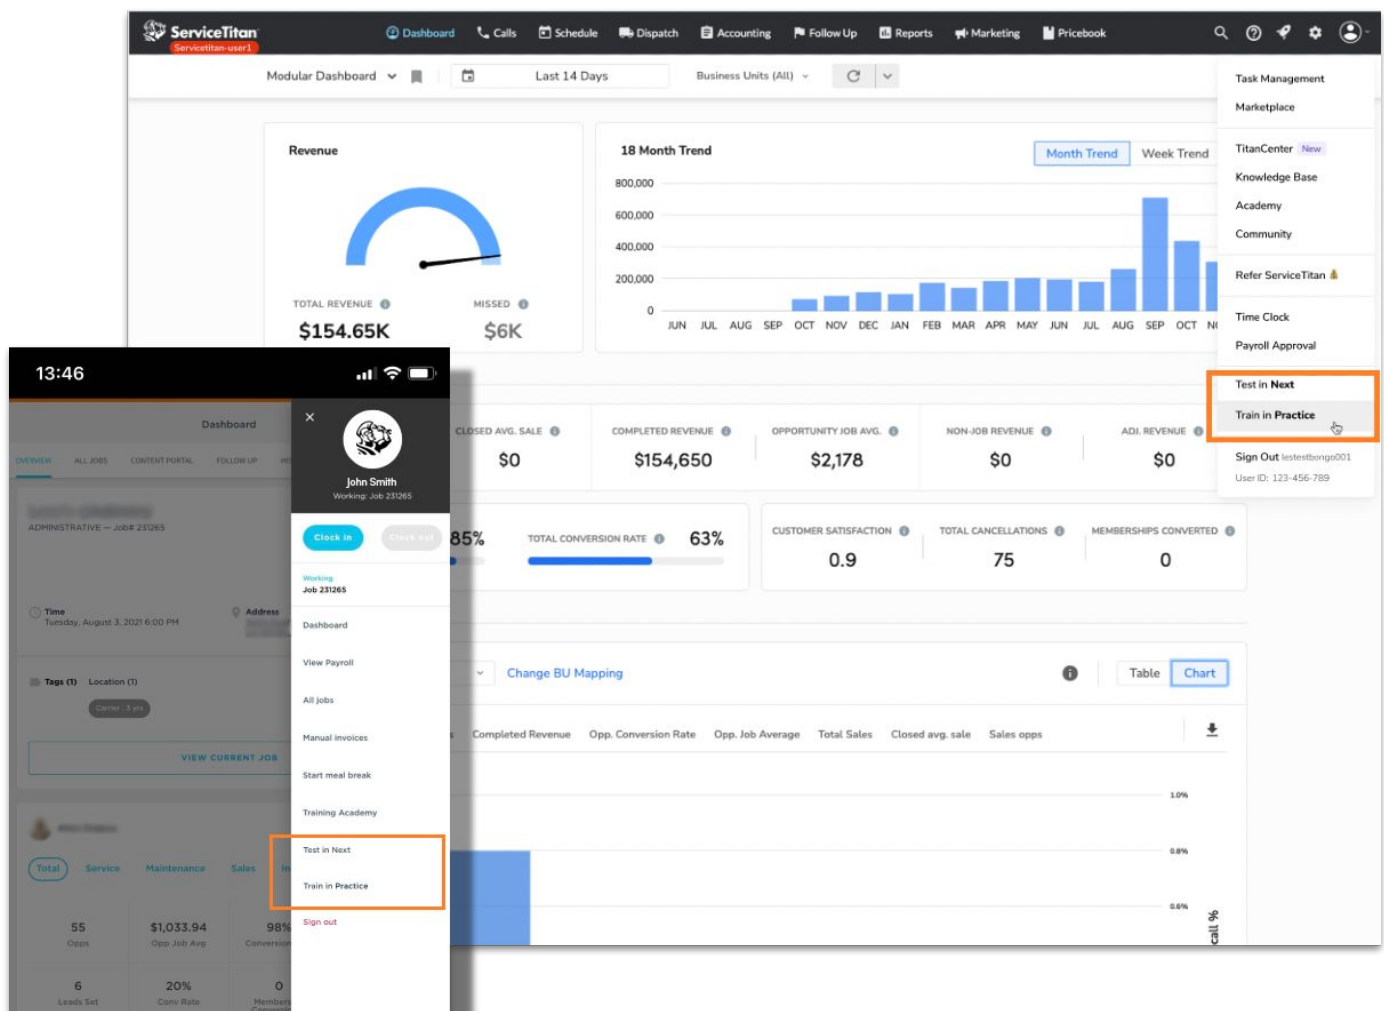 ServiceTitan
Servicetitan-user1
Dashboard
Calls
Schedule
Dispatch
Accounting
Follow Up
Reports
Marketing
Pricebook
Modular Dashboard
Last 14 Days
Business Units (All)
Task Management
Marketplace
TitanCenter New
Knowledge Base
Academy
Community
Refer ServiceTitan
Time Clock
Payroll Approval
Test in Next
Train in Practice
Sign Out lestestbongo001
User ID: 123-456-789
Revenue
TOTAL REVENUE
$154.65K
MISSED
$6K
18 Month Trend
Month Trend
Week Trend
800,000
600,000
400,000
200,000
0
JUN JUL AUG SEP OCT NOV DEC JAN FEB MAR APR MAY JUN JUL AUG SEP OCT
CLOSED AVG. SALE
$0
COMPLETED REVENUE
$154,650
OPPORTUNITY JOB AVG.
$2,178
NON-JOB REVENUE
$0
ADJ. REVENUE
$0
85%
TOTAL CONVERSION RATE
63%
CUSTOMER SATISFACTION
0.9
TOTAL CANCELLATIONS
75
MEMBERSHIPS CONVERTED
0
Change BU Mapping
Table
Chart
Completed Revenue
Opp. Conversion Rate
Opp. Job Average
Total Sales
Closed avg. sale
Sales opps
1.0%
0.8%
0.6%
call %
13:46
Dashboard
OVERVIEW
ALL JOBS
CONTENT PORTAL
FOLLOW UP
ADMINISTRATIVE — Job# 231265
Time
Tuesday, August 3, 2021 6:00 PM
Address
Tags (1)
Location (1)
Carrier : 3 yrs
VIEW CURRENT JOB
Total
Service
Maintenance
Sales
55
Opps
$1,033.94
Opp Job Avg
98%
Conversion
6
Leads Set
20%
Conv Rate
0
John Smith
Working: Job 231265
Clock in
Clock out
Working
Job 231265
Dashboard
View Payroll
All jobs
Manual invoices
Start meal break
Training Academy
Test in Next
Train in Practice
Sign out